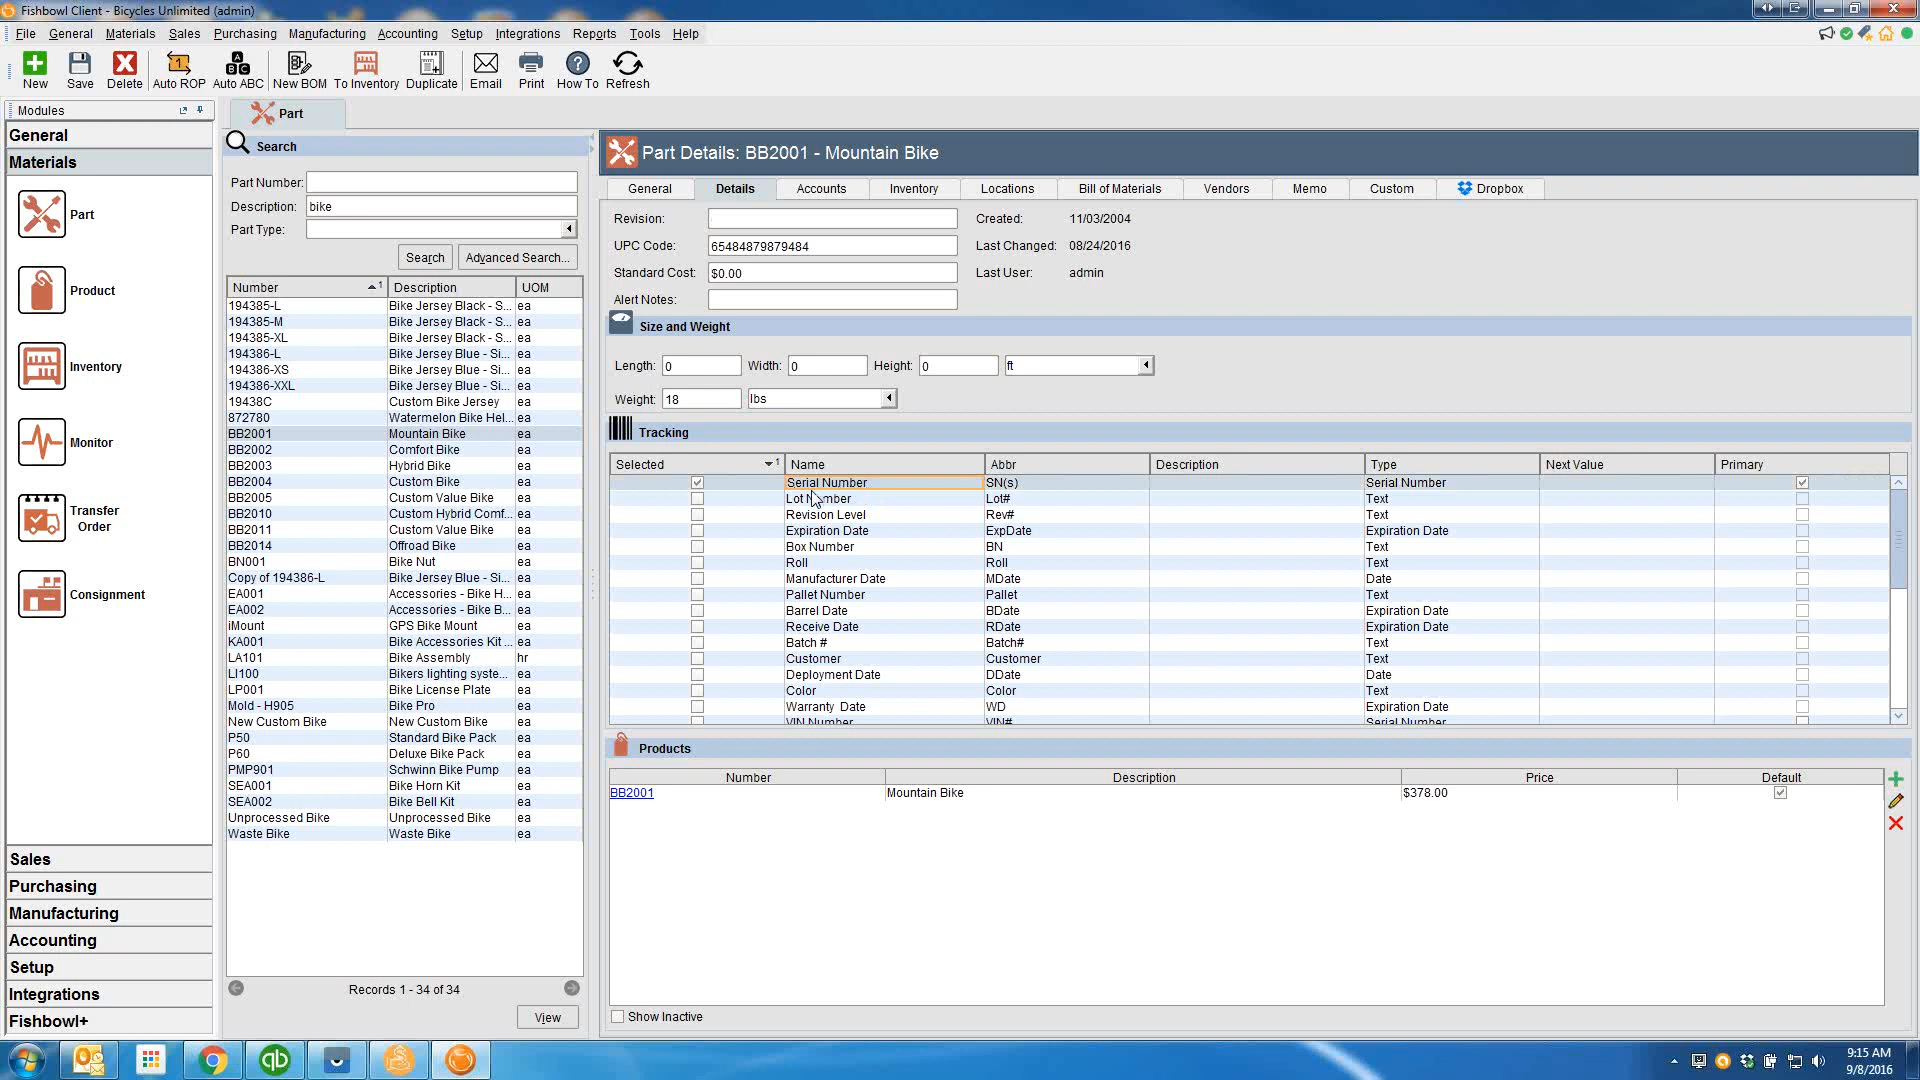 Fishbowl Client - Bicycles Unlimited (admin)
File General Materials Sales Purchasing Manufacturing Accounting Setup Integrations Reports Tools Help
New Save Delete Auto ROP Auto ABC New BOM To Inventory Duplicate Email Print How To Refresh
Modules
General
Materials
Part
Product
Inventory
Monitor
Transfer
Order
Consignment
Sales
Purchasing
Manufacturing
Accounting
Setup
Integrations
Fishbowl+
Part
Search
Part Number:
Description: bike
Part Type:
Search Advanced Search...
Number 1 Description UOM
194385-L Bike Jersey Black - S... ea
194385-M Bike Jersey Black - S... ea
194385-XL Bike Jersey Black - S... ea
194386-L Bike Jersey Blue - Si... ea
194386-XS Bike Jersey Blue - Si... ea
194386-XXL Bike Jersey Blue - Si... ea
19438C Custom Bike Jersey ea
872780 Watermelon Bike Hel... ea
BB2001 Mountain Bike ea
BB2002 Comfort Bike ea
BB2003 Hybrid Bike ea
BB2004 Custom Bike ea
BB2005 Custom Value Bike ea
BB2010 Custom Hybrid Comf... ea
BB2011 Custom Value Bike ea
BB2014 Offroad Bike ea
BN001 Bike Nut ea
Copy of 194386-L Bike Jersey Blue - Si... ea
EA001 Accessories - Bike H... ea
EA002 Accessories - Bike B... ea
iMount GPS Bike Mount ea
KA001 Bike Accessories Kit ... ea
LA101 Bike Assembly hr
LI100 Bikers lighting syste... ea
LP001 Bike License Plate ea
Mold - H905 Bike Pro ea
New Custom Bike New Custom Bike ea
P50 Standard Bike Pack ea
P60 Deluxe Bike Pack ea
PMP901 Schwinn Bike Pump ea
SEA001 Bike Horn Kit ea
SEA002 Bike Bell Kit ea
Unprocessed Bike Unprocessed Bike ea
Waste Bike Waste Bike ea
Records 1 - 34 of 34
View
Part Details: BB2001 - Mountain Bike
General Details Accounts Inventory Locations Bill of Materials Vendors Memo Custom Dropbox
Revision: Created: 11/03/2004
UPC Code: 65484879879484 Last Changed: 08/24/2016
Standard Cost: $0.00 Last User: admin
Alert Notes:
Size and Weight
Length: 0 Width: 0 Height: 0 ft
Weight: 18 lbs
Tracking
Selected 1 Name Abbr Description Type Next Value Primary
Serial Number SN(s) Serial Number
Lot Number Lot# Text
Revision Level Rev# Text
Expiration Date ExpDate Expiration Date
Box Number BN Text
Roll Roll Text
Manufacturer Date MDate Date
Pallet Number Pallet Text
Barrel Date BDate Expiration Date
Receive Date RDate Expiration Date
Batch # Batch# Text
Customer Customer Text
Deployment Date DDate Date
Color Color Text
Warranty Date WD Expiration Date
VIN Number VIN# Serial Number
Products
Number Description Price Default
BB2001 Mountain Bike $378.00
Show Inactive
9:15 AM
9/8/2016